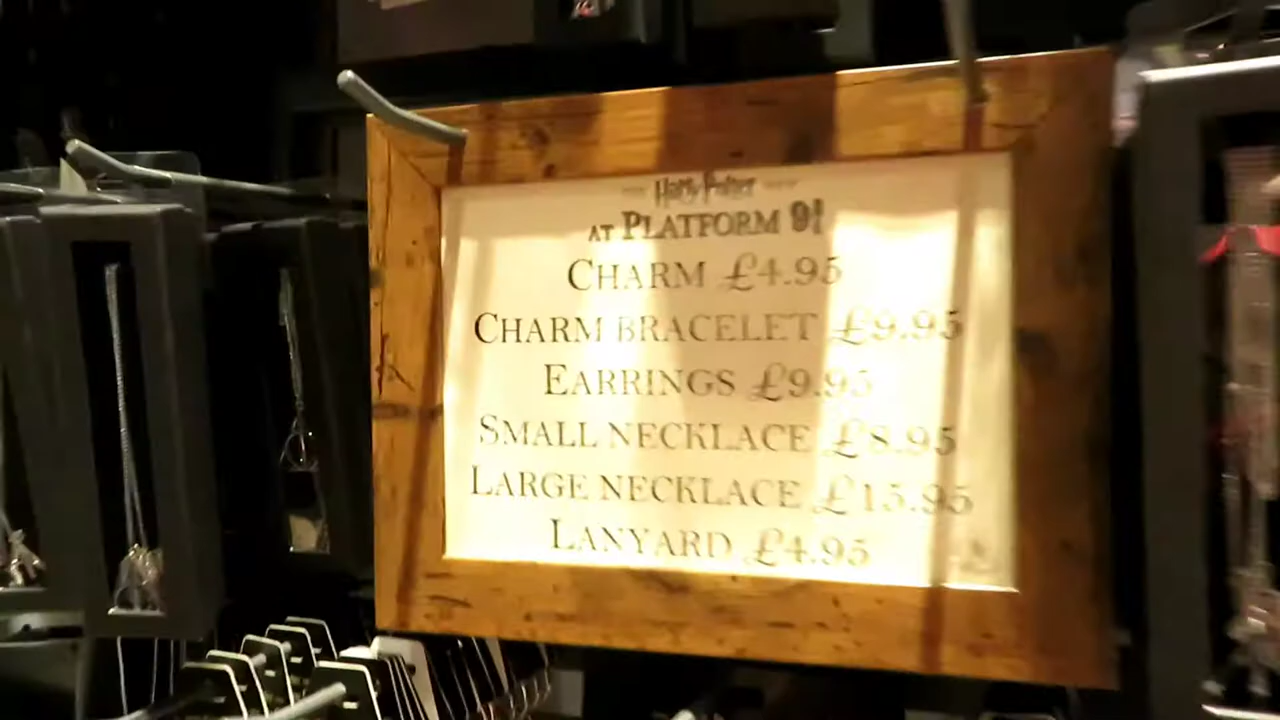 Harry Potter
AT PLATFORM 9¾
CHARM £4.95
CHARM BRACELET £9.95
EARRINGS £9.95
SMALL NECKLACE £8.95
LARGE NECKLACE £15.95
LANYARD £4.95